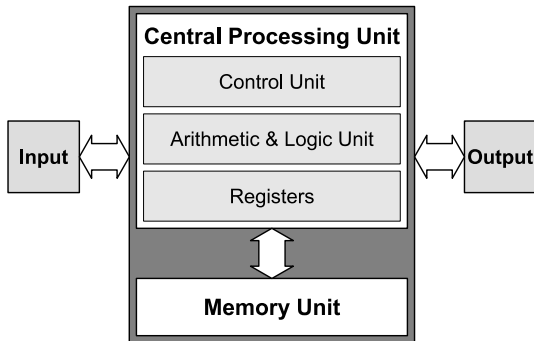 Central Processing Unit
Control Unit
Arithmetic & Logic Unit
Registers
Input
Output
Memory Unit